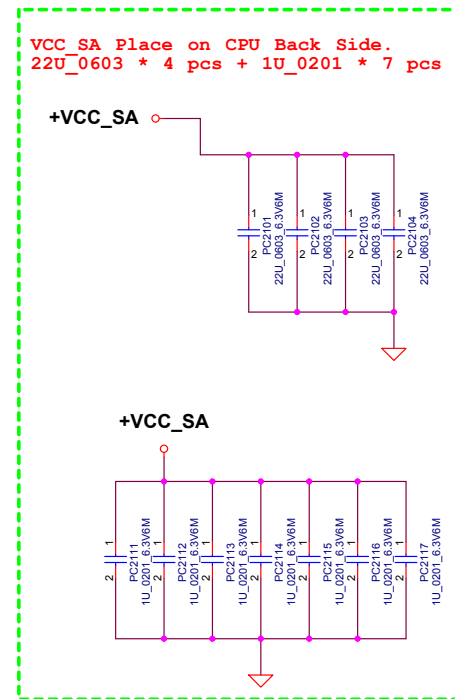 VCC_SA Place on CPU Back Side.
22U_0603 * 4 pcs + 1U_0201 * 7 pcs
+VCC_SA
1
2
PC2101
22U_0603_6.3V6M
1
2
PC2102
22U_0603_6.3V6M
1
2
PC2103
22U_0603_6.3V6M
1
2
PC2104
22U_0603_6.3V6M
+VCC_SA
1
2
PC2111
1U_0201_6.3V6M
1
2
PC2112
1U_0201_6.3V6M
1
2
PC2113
1U_0201_6.3V6M
1
2
PC2114
1U_0201_6.3V6M
1
2
PC2115
1U_0201_6.3V6M
1
2
PC2116
1U_0201_6.3V6M
1
2
PC2117
1U_0201_6.3V6M